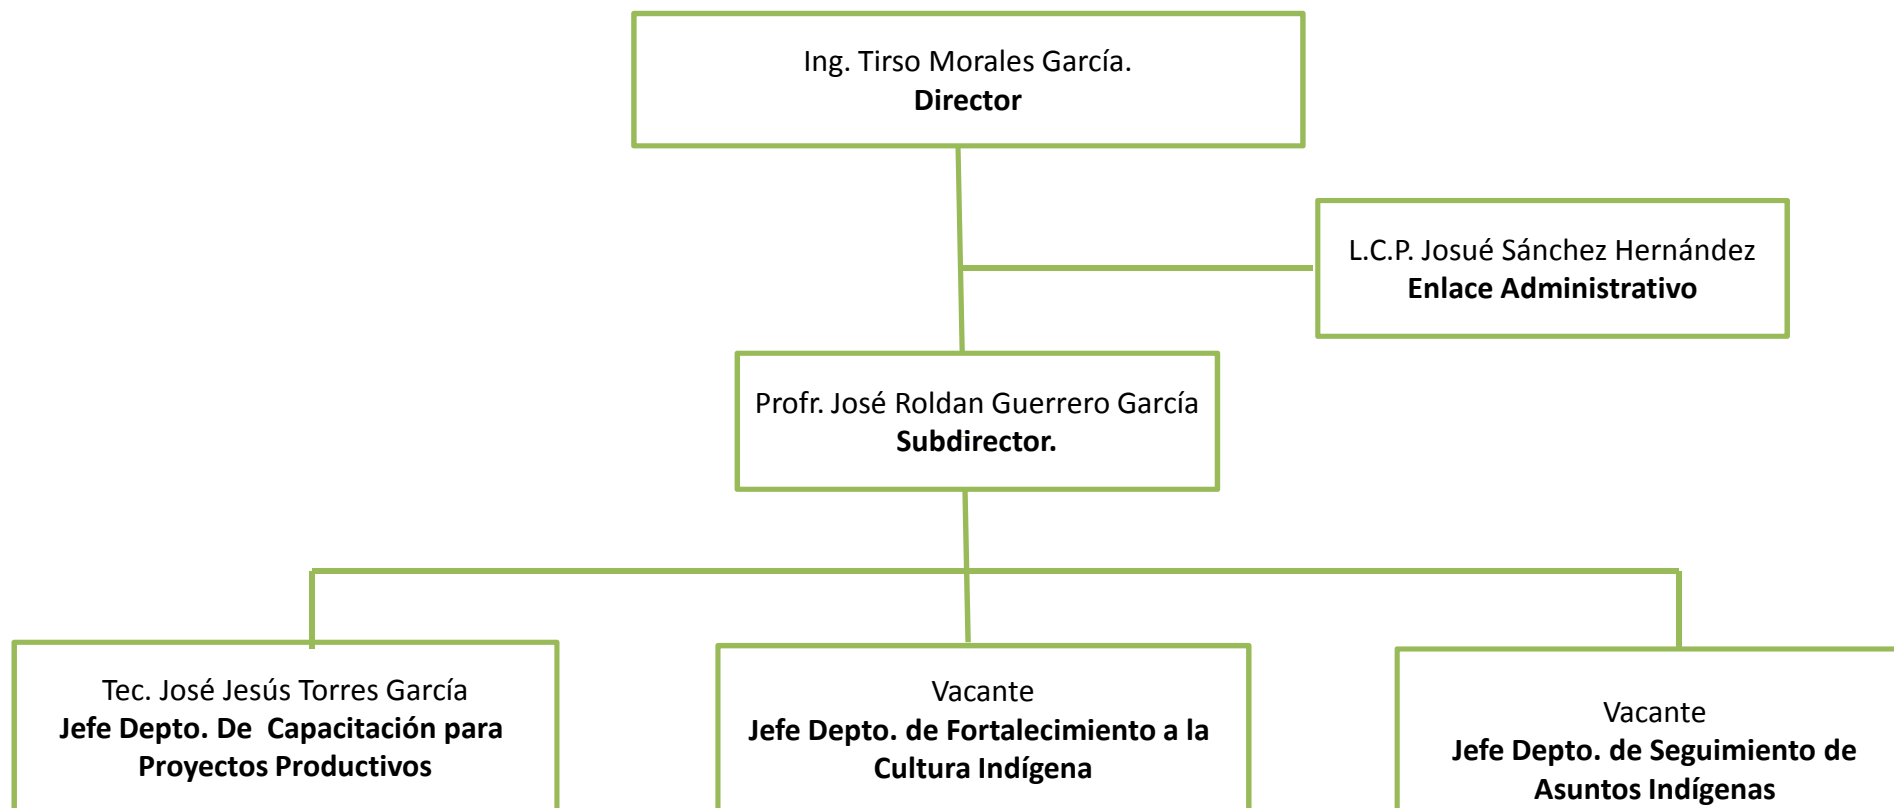 Ing. Tirso Morales García.
Director
L.C.P. Josué Sánchez Hernández
Enlace Administrativo
Profr. José Roldan Guerrero García
Subdirector.
Tec. José Jesús Torres García
Jefe Depto. De  Capacitación para
Proyectos Productivos
Vacante
Jefe Depto. de Fortalecimiento a la
Cultura Indígena
Vacante
Jefe Depto. de Seguimiento de
Asuntos Indígenas